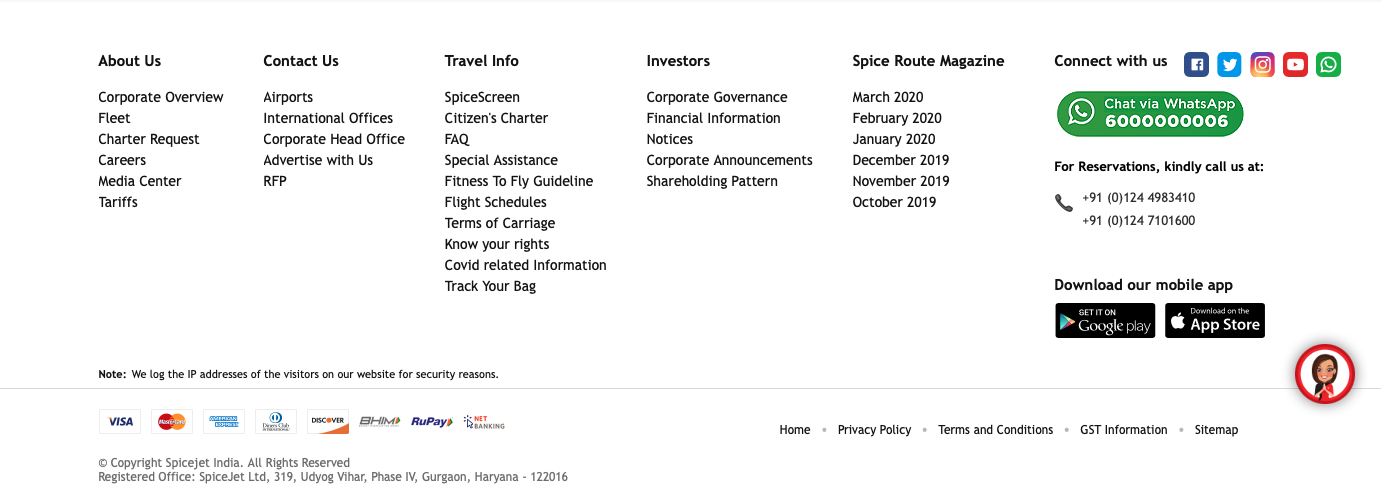 About Us
Corporate Overview
Fleet
Charter Request
Careers
Media Center
Tariffs
Contact Us
Airports
International Offices
Corporate Head Office
Advertise with Us
RFP
Travel Info
SpiceScreen
Citizen's Charter
FAQ
Special Assistance
Fitness To Fly Guideline
Flight Schedules
Terms of Carriage
Know your rights
Covid related Information
Track Your Bag
Investors
Corporate Governance
Financial Information
Notices
Corporate Announcements
Shareholding Pattern
Spice Route Magazine
March 2020
February 2020
January 2020
December 2019
November 2019
October 2019
Connect with us
Chat via WhatsApp
6000000006
For Reservations, kindly call us at:
+91 (0)124 4983410
+91 (0)124 7101600
Download our mobile app
GET IT ON
Google play
Download on the
App Store
Note: We log the IP addresses of the visitors on our website for security reasons.
VISA
MasterCard
AMERICAN
EXPRESS
Diners Club
INTERNATIONAL
DISCOVER
BHIM
RuPay
NET
BANKING
Home • Privacy Policy • Terms and Conditions • GST Information • Sitemap
© Copyright Spicejet India. All Rights Reserved
Registered Office: SpiceJet Ltd, 319, Udyog Vihar, Phase IV, Gurgaon, Haryana - 122016